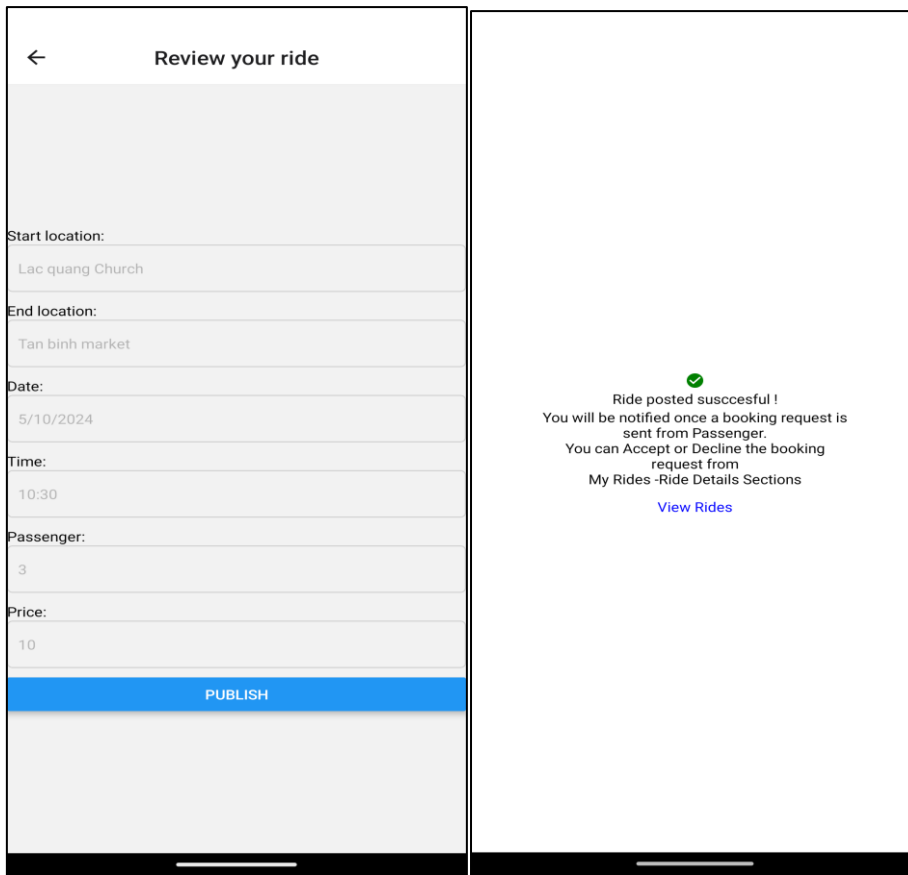 Review your ride
Start location:
Lac quang Church
End location:
Tan binh market
Date:
5/10/2024
Time:
10:30
Passenger:
3
Price:
10
PUBLISH
Ride posted susccesful !
You will be notified once a booking request is
sent from Passenger.
You can Accept or Decline the booking
request from
My Rides -Ride Details Sections
View Rides